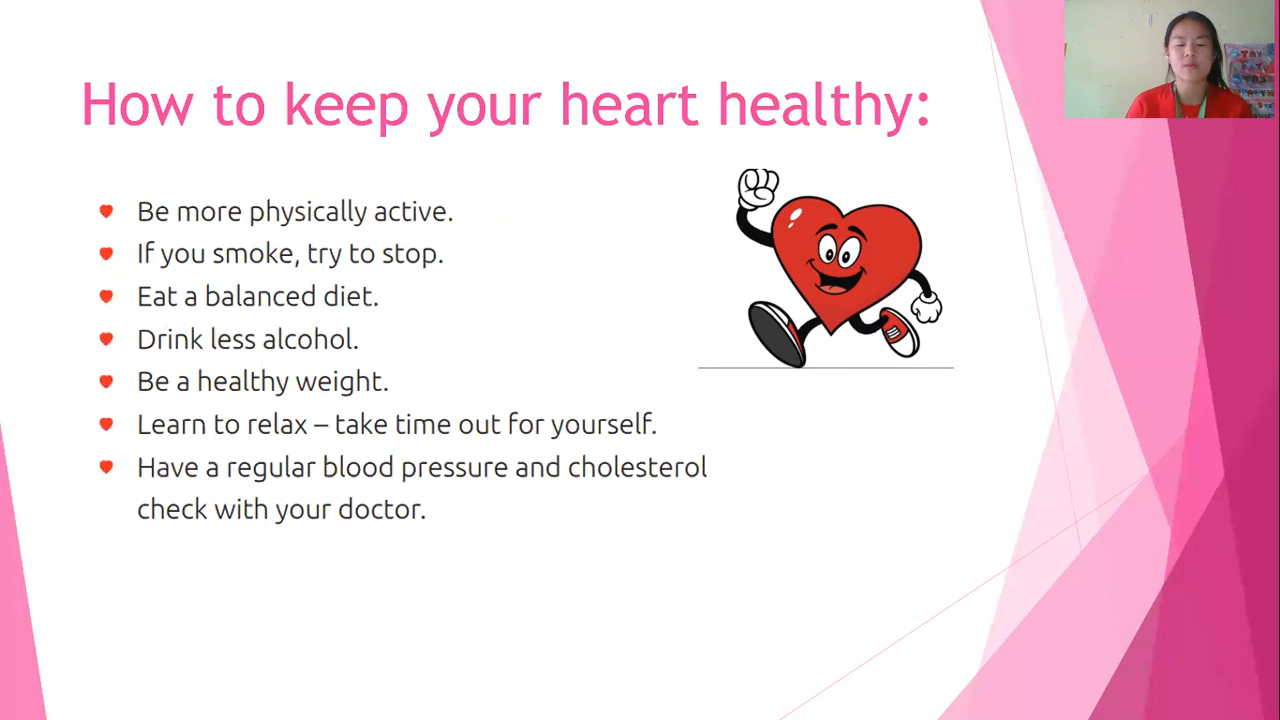 How to keep your heart healthy:
Be more physically active.
If you smoke, try to stop.
Eat a balanced diet.
Drink less alcohol.
Be a healthy weight.
Learn to relax – take time out for yourself.
Have a regular blood pressure and cholesterol
check with your doctor.